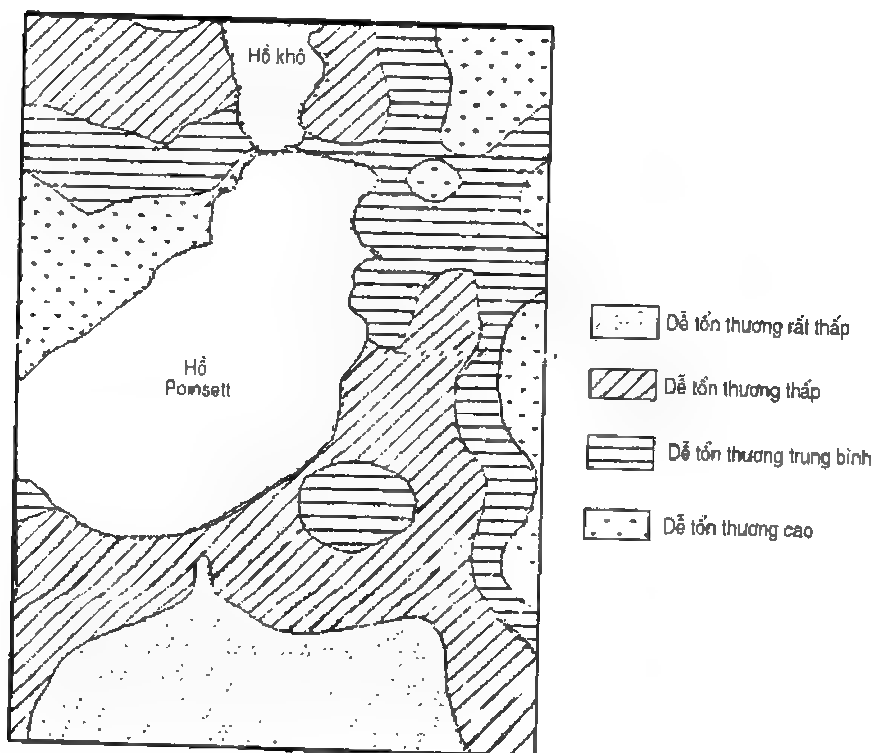 Hồ khô
Hồ
Poinsett
Dễ tổn thương rất thấp
Dễ tổn thương thấp
Dễ tổn thương trung bình
Dễ tổn thương cao